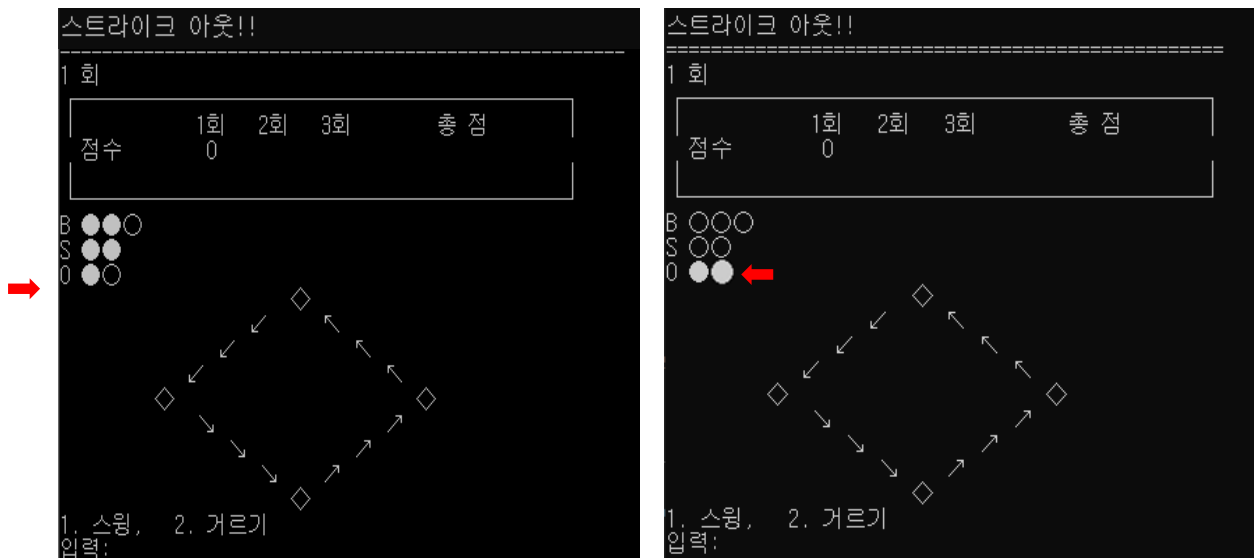 스트라이크 아웃!!
1 회
1회 2회 3회 총 점
점수 0
B ●●○
S ●●
O ●○
1. 스윙, 2. 거르기
입력:
스트라이크 아웃!!
1 회
1회 2회 3회 총 점
점수 0
B ○○○
S ○○
O ●●
1. 스윙, 2. 거르기
입력: